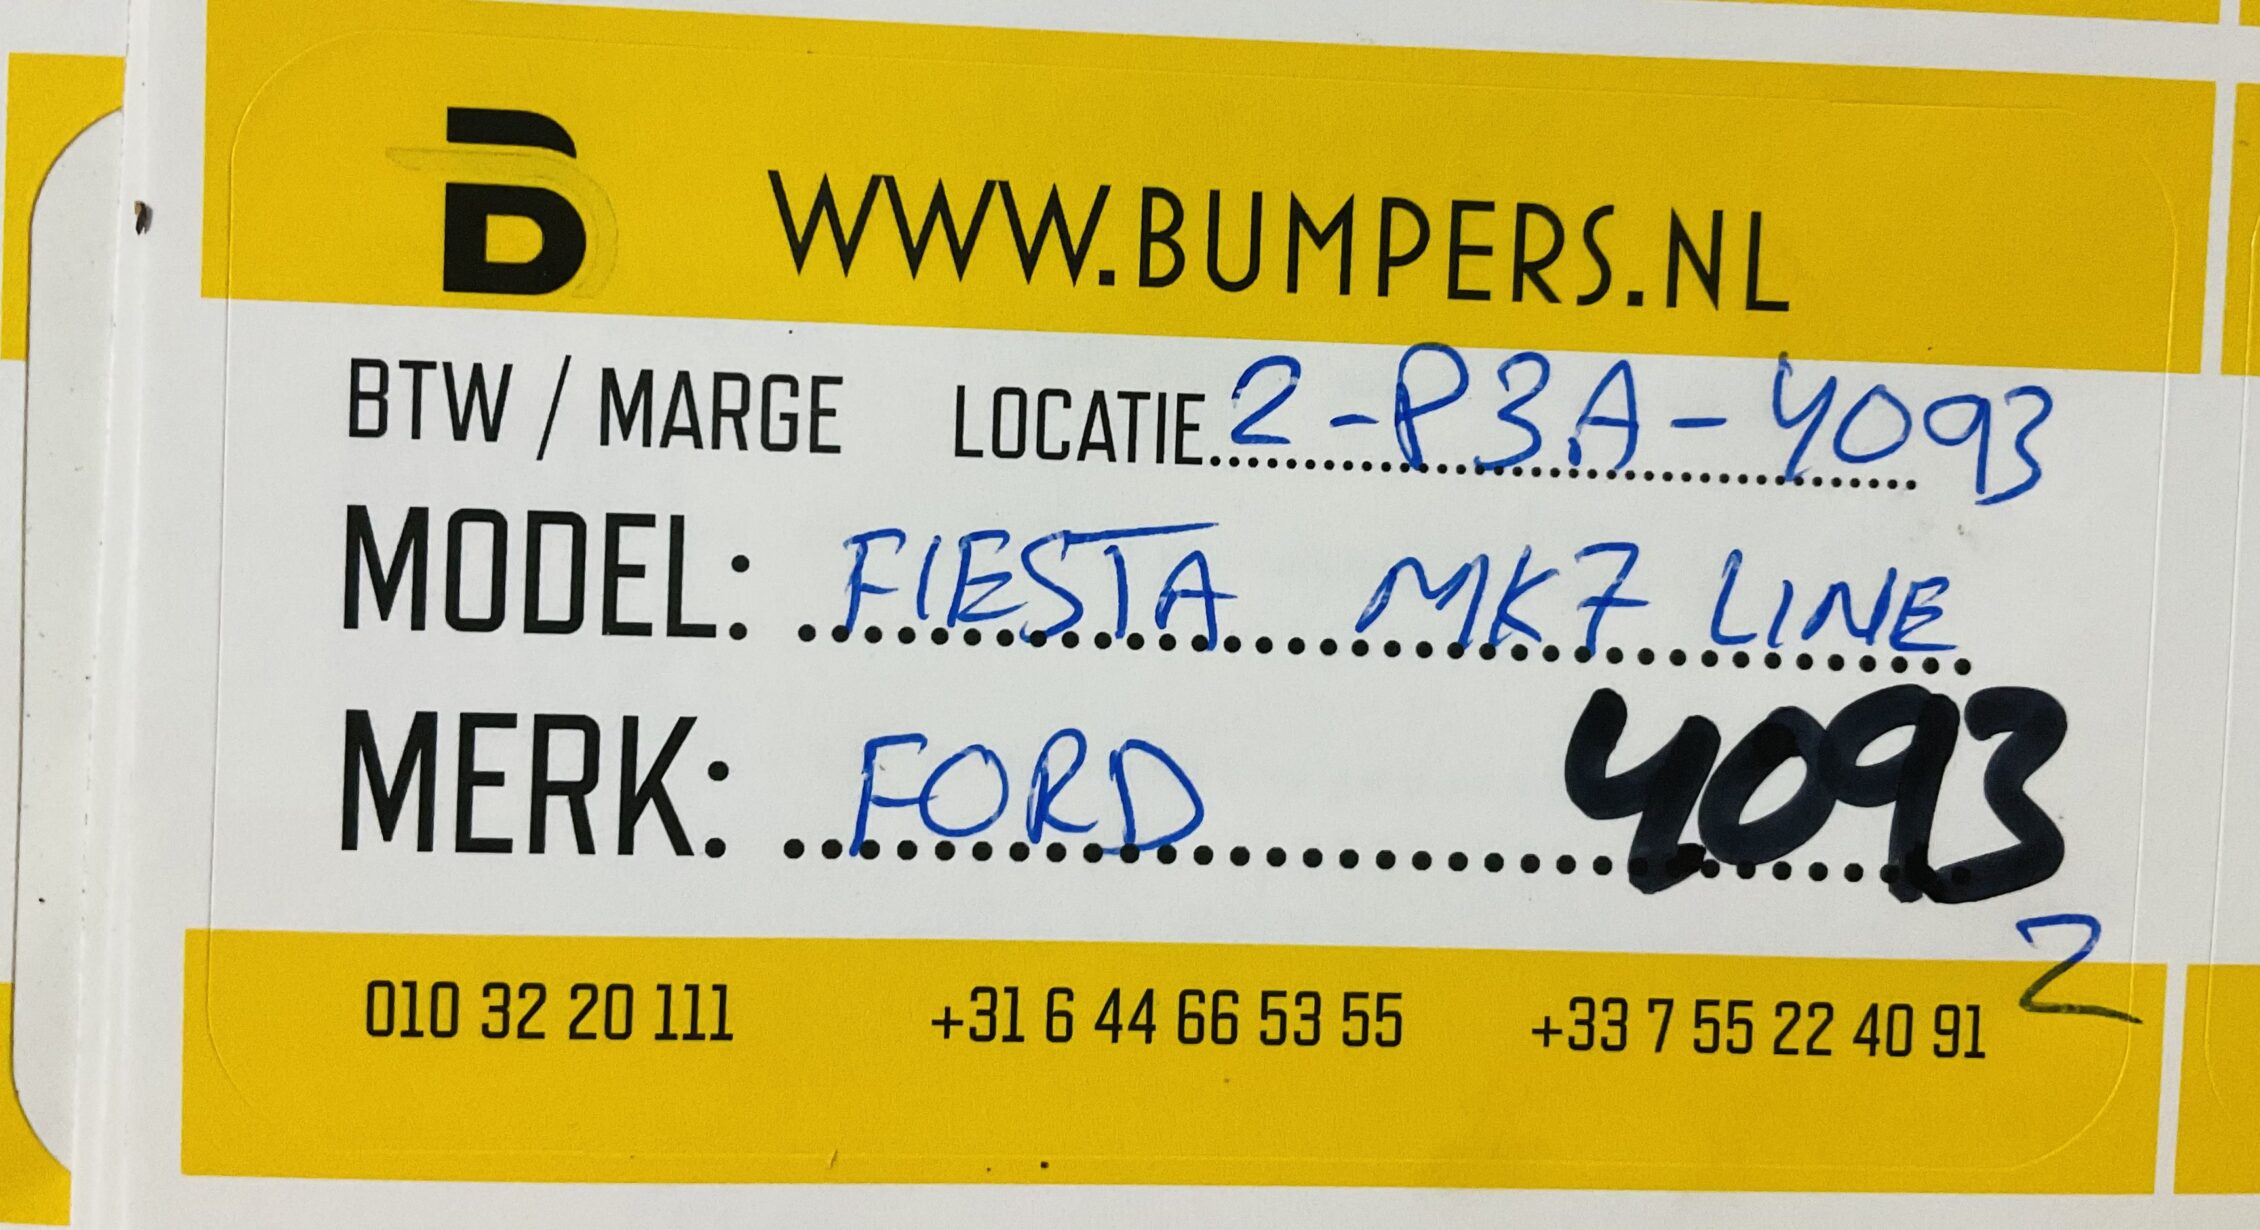 B WWW.BUMPERS.NL
BTW / MARGE LOCATIE 2-P3A-4093
MODEL: FIESTA MK7 LINE
MERK: FORD 4093
2
010 32 20 111 +31 6 44 66 53 55 +33 7 55 22 40 91